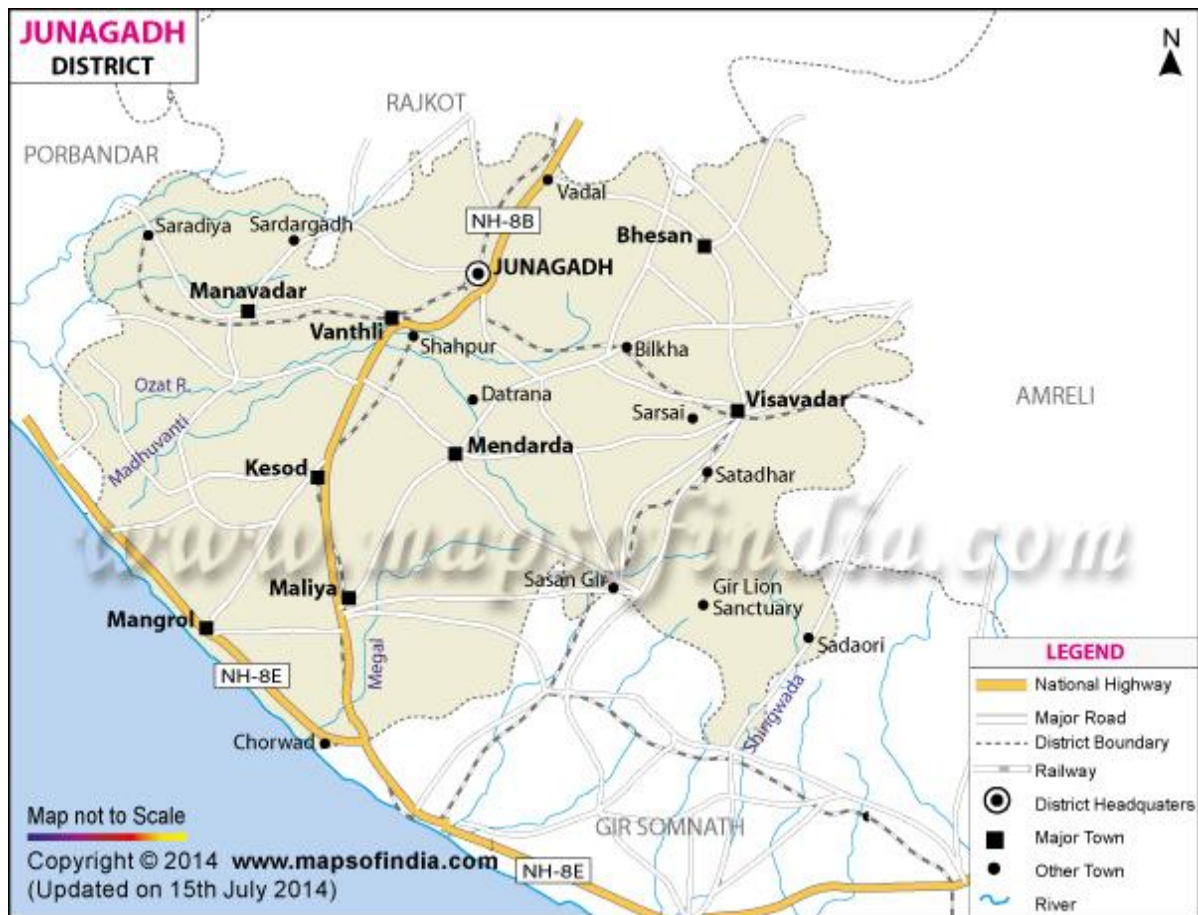 JUNAGADH
DISTRICT
N
RAJKOT
PORBANDAR
Vadal
Saradiya
Sardargadh
NH-8B
Bhesan
JUNAGADH
Manavadar
Vanthli
Shahpur
Bilkha
Ozat R.
Datrana
Visavadar
AMRELI
Sarsai
Madhuvanti
Mendarda
Kesod
Satadhar
www.mapsofindia.com
Sasan Gir
Maliya
Gir Lion
Sanctuary
Mangrol
Sadaori
Megal
NH-8E
Shingwada
Chorwad
GIR SOMNATH
NH-8E
Map not to Scale
Copyright © 2014 www.mapsofindia.com
(Updated on 15th July 2014)
LEGEND
National Highway
Major Road
District Boundary
Railway
District Headquaters
Major Town
Other Town
River